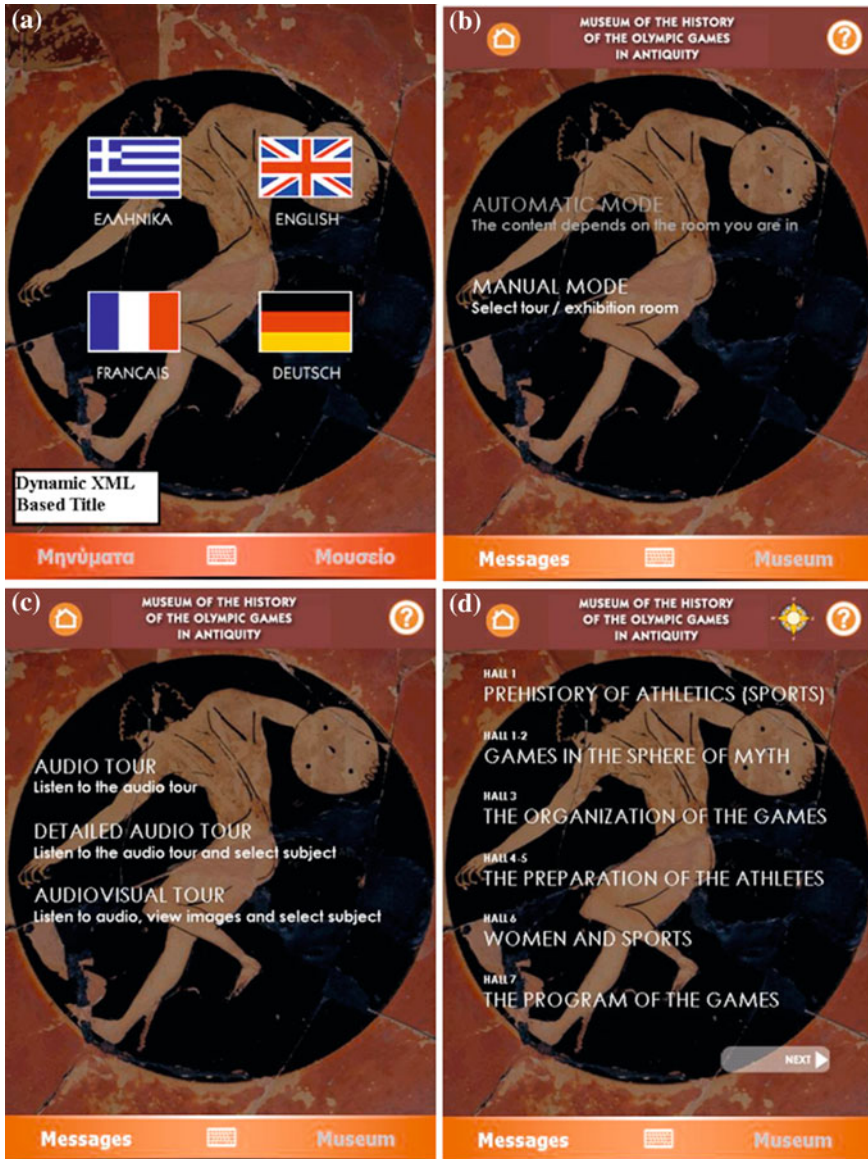 (a)
ΕΛΛΗΝΙΚΑ
ENGLISH
FRANCAIS
DEUTSCH
Dynamic XML
Based Title
Μηνύματα
Μουσείο
(b)
MUSEUM OF THE HISTORY
OF THE OLYMPIC GAMES
IN ANTIQUITY
?
AUTOMATIC MODE
The content depends on the room you are in
MANUAL MODE
Select tour / exhibition room
Messages
Museum
(c)
MUSEUM OF THE HISTORY
OF THE OLYMPIC GAMES
IN ANTIQUITY
?
AUDIO TOUR
Listen to the audio tour
DETAILED AUDIO TOUR
Listen to the audio tour and select subject
AUDIOVISUAL TOUR
Listen to audio, view images and select subject
Messages
Museum
(d)
MUSEUM OF THE HISTORY
OF THE OLYMPIC GAMES
IN ANTIQUITY
?
HALL 1
PREHISTORY OF ATHLETICS (SPORTS)
HALL 1-2
GAMES IN THE SPHERE OF MYTH
HALL 3
THE ORGANIZATION OF THE GAMES
HALL 4-5
THE PREPARATION OF THE ATHLETES
HALL 6
WOMEN AND SPORTS
HALL 7
THE PROGRAM OF THE GAMES
NEXT
Messages
Museum